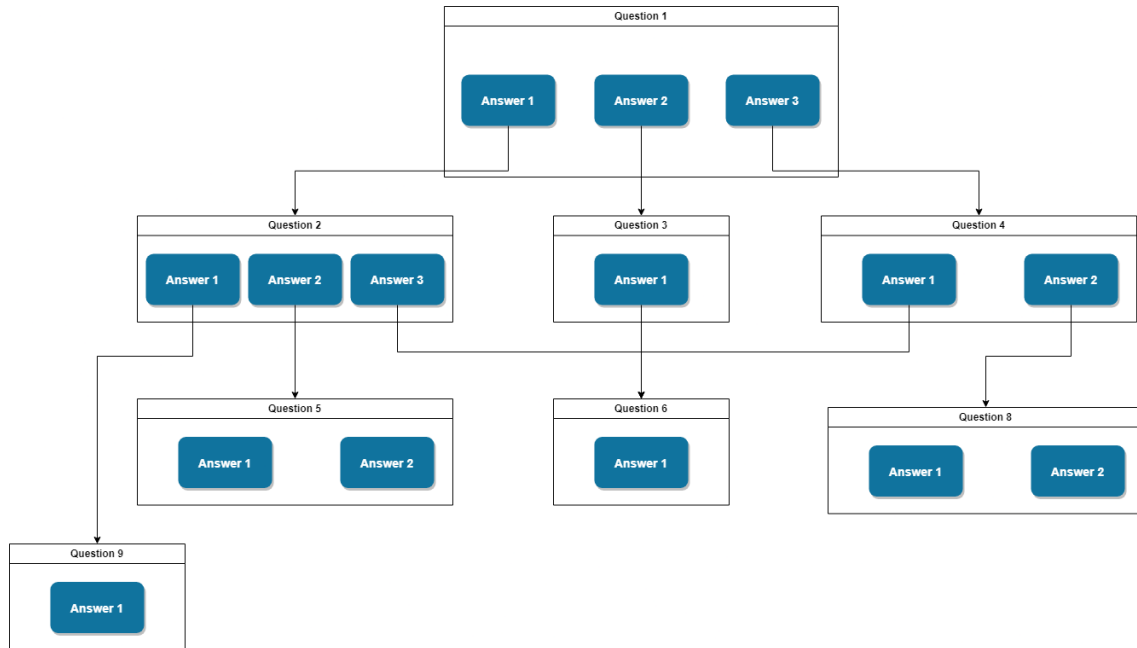 Question 1
Answer 1
Answer 2
Answer 3
Question 2
Question 3
Question 4
Answer 1
Answer 2
Answer 3
Answer 1
Answer 1
Answer 2
Question 5
Question 6
Question 8
Answer 1
Answer 2
Answer 1
Answer 1
Answer 2
Question 9
Answer 1